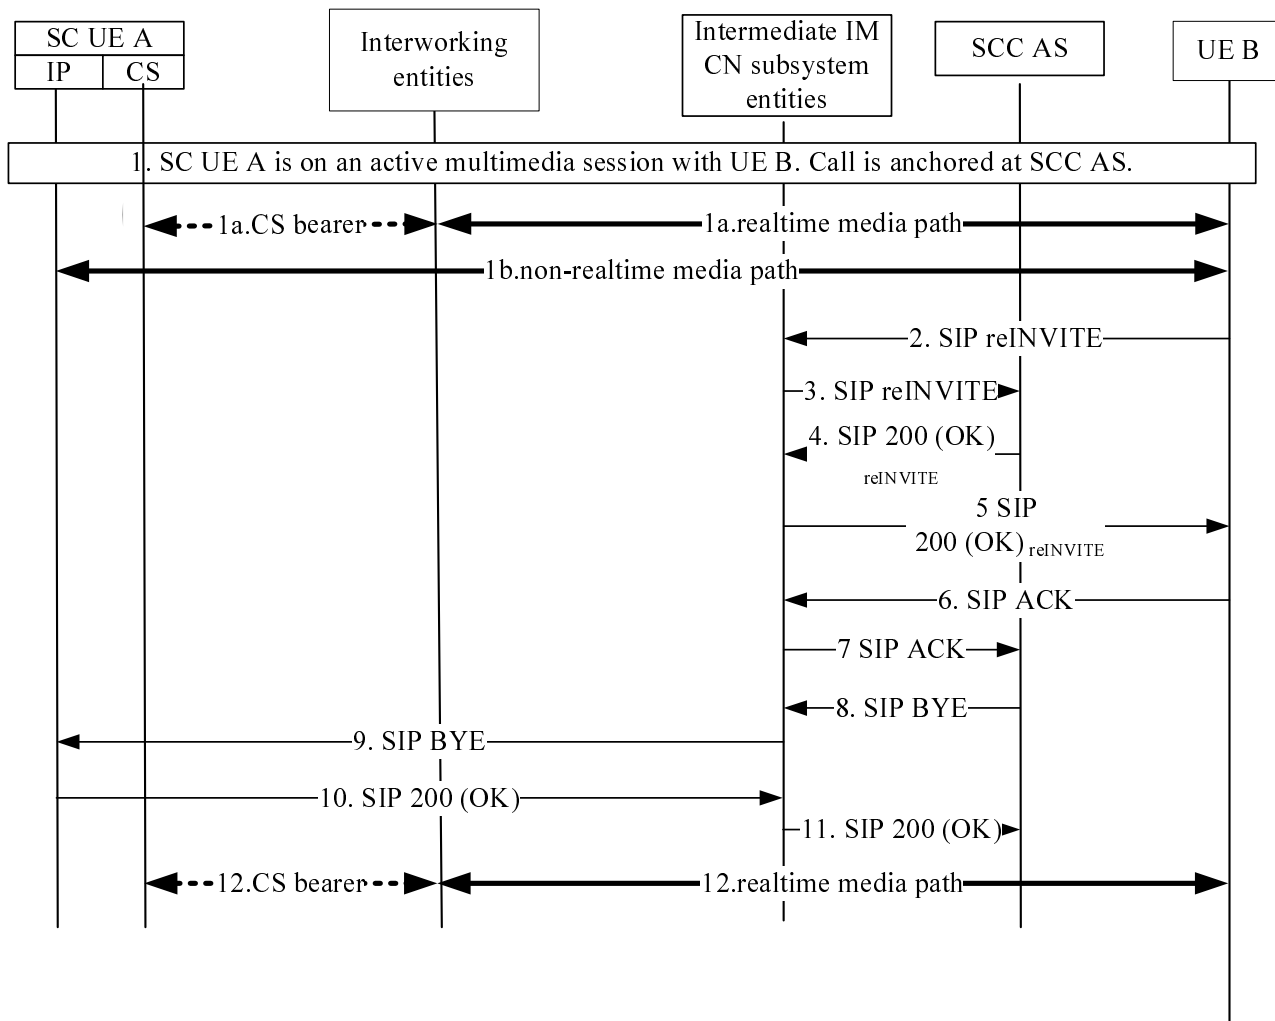 SC UE A
IP
CS
Interworking
entities
Intermediate IM
CN subsystem
entities
SCC AS
UE B
1. SC UE A is on an active multimedia session with UE B. Call is anchored at SCC AS.
1a.CS bearer
1a.realtime media path
1b.non-realtime media path
2. SIP reINVITE
3. SIP reINVITE
4. SIP 200 (OK)
reINVITE
5 SIP
200 (OK) reINVITE
6. SIP ACK
7 SIP ACK
8. SIP BYE
9. SIP BYE
10. SIP 200 (OK)
11. SIP 200 (OK)
12.CS bearer
12.realtime media path